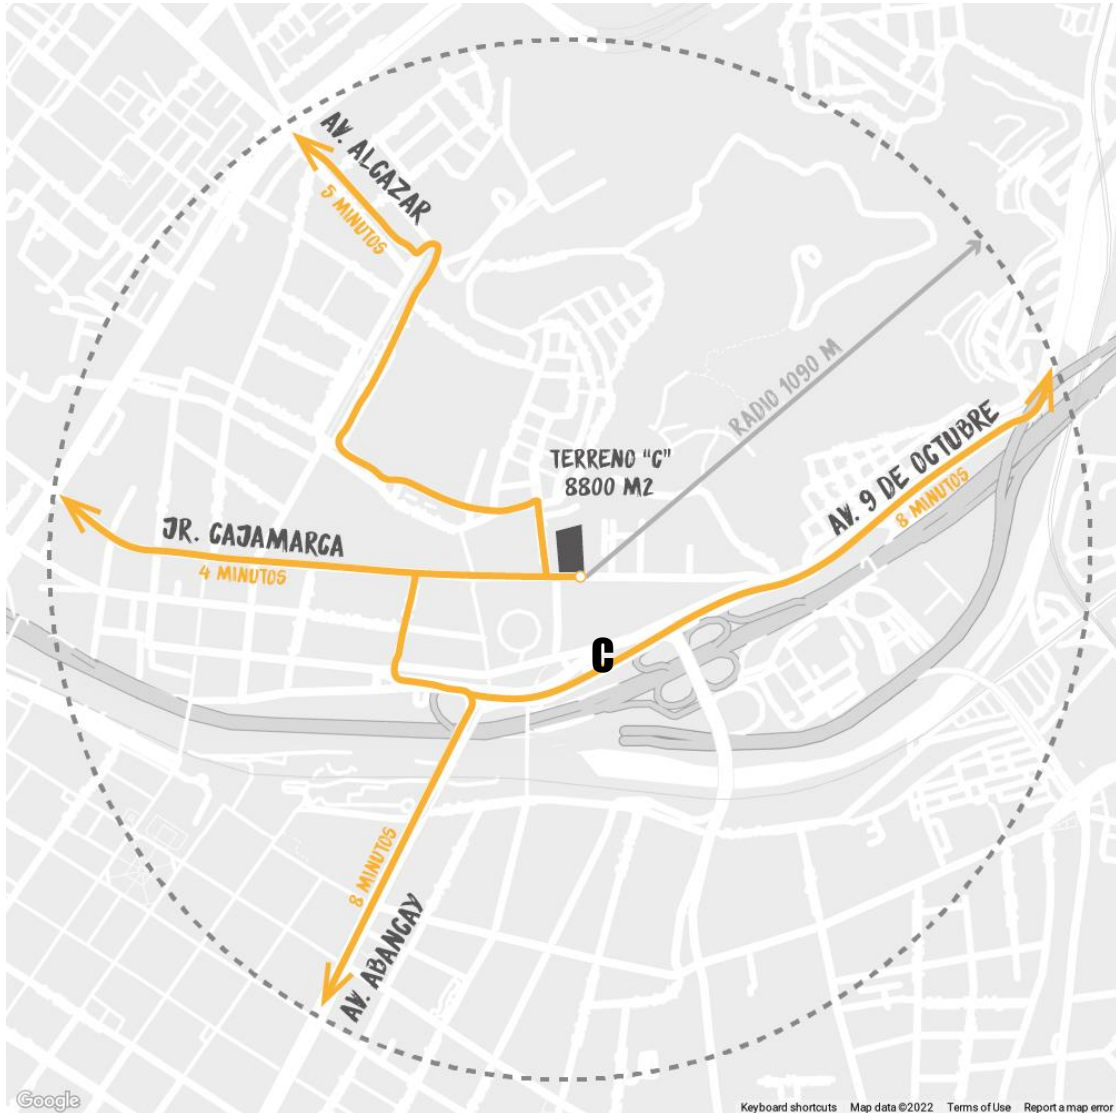 AV. ALCAZAR
5 MINUTOS
RADIO 1090 M
TERRENO "C"
8800 M2
AV. 9 DE OCTUBRE
8 MINUTOS
JR. CAJAMARCA
4 MINUTOS
C
8 MINUTOS
AV. ABANCAY
Google
Keyboard shortcuts Map data ©2022 Terms of Use Report a map error